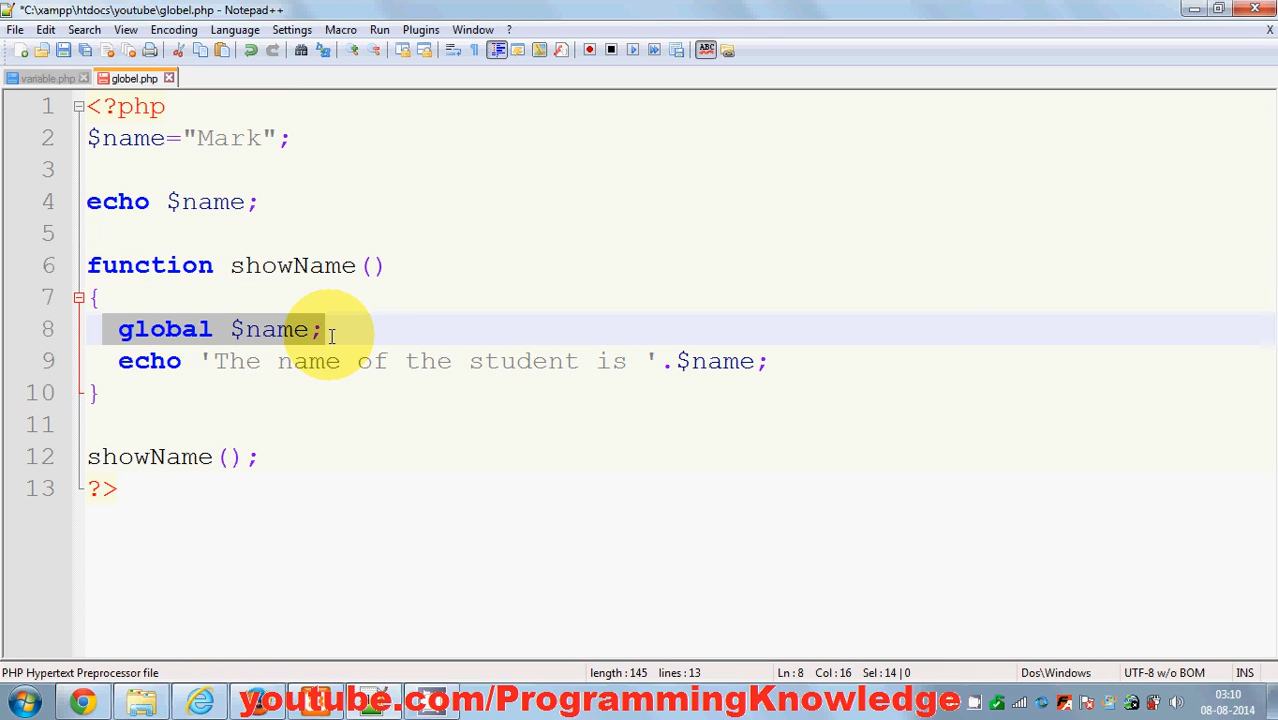 *C:\xampp\htdocs\youtube\globel.php - Notepad++
File Edit Search View Encoding Language Settings Macro Run Plugins Window ? X
ABC
variable.php globel.php
1 <?php
2 $name="Mark";
3
4 echo $name;
5
6 function showName()
7 {
8 global $name;
9 echo 'The name of the student is '.$name;
10 }
11
12 showName();
13 ?>
PHP Hypertext Preprocessor file length : 145 lines : 13 Ln : 8 Col : 16 Sel : 14 | 0 Dos\Windows UTF-8 w/o BOM INS
youtube.com/ProgrammingKnowledge
03:10
08-08-2014